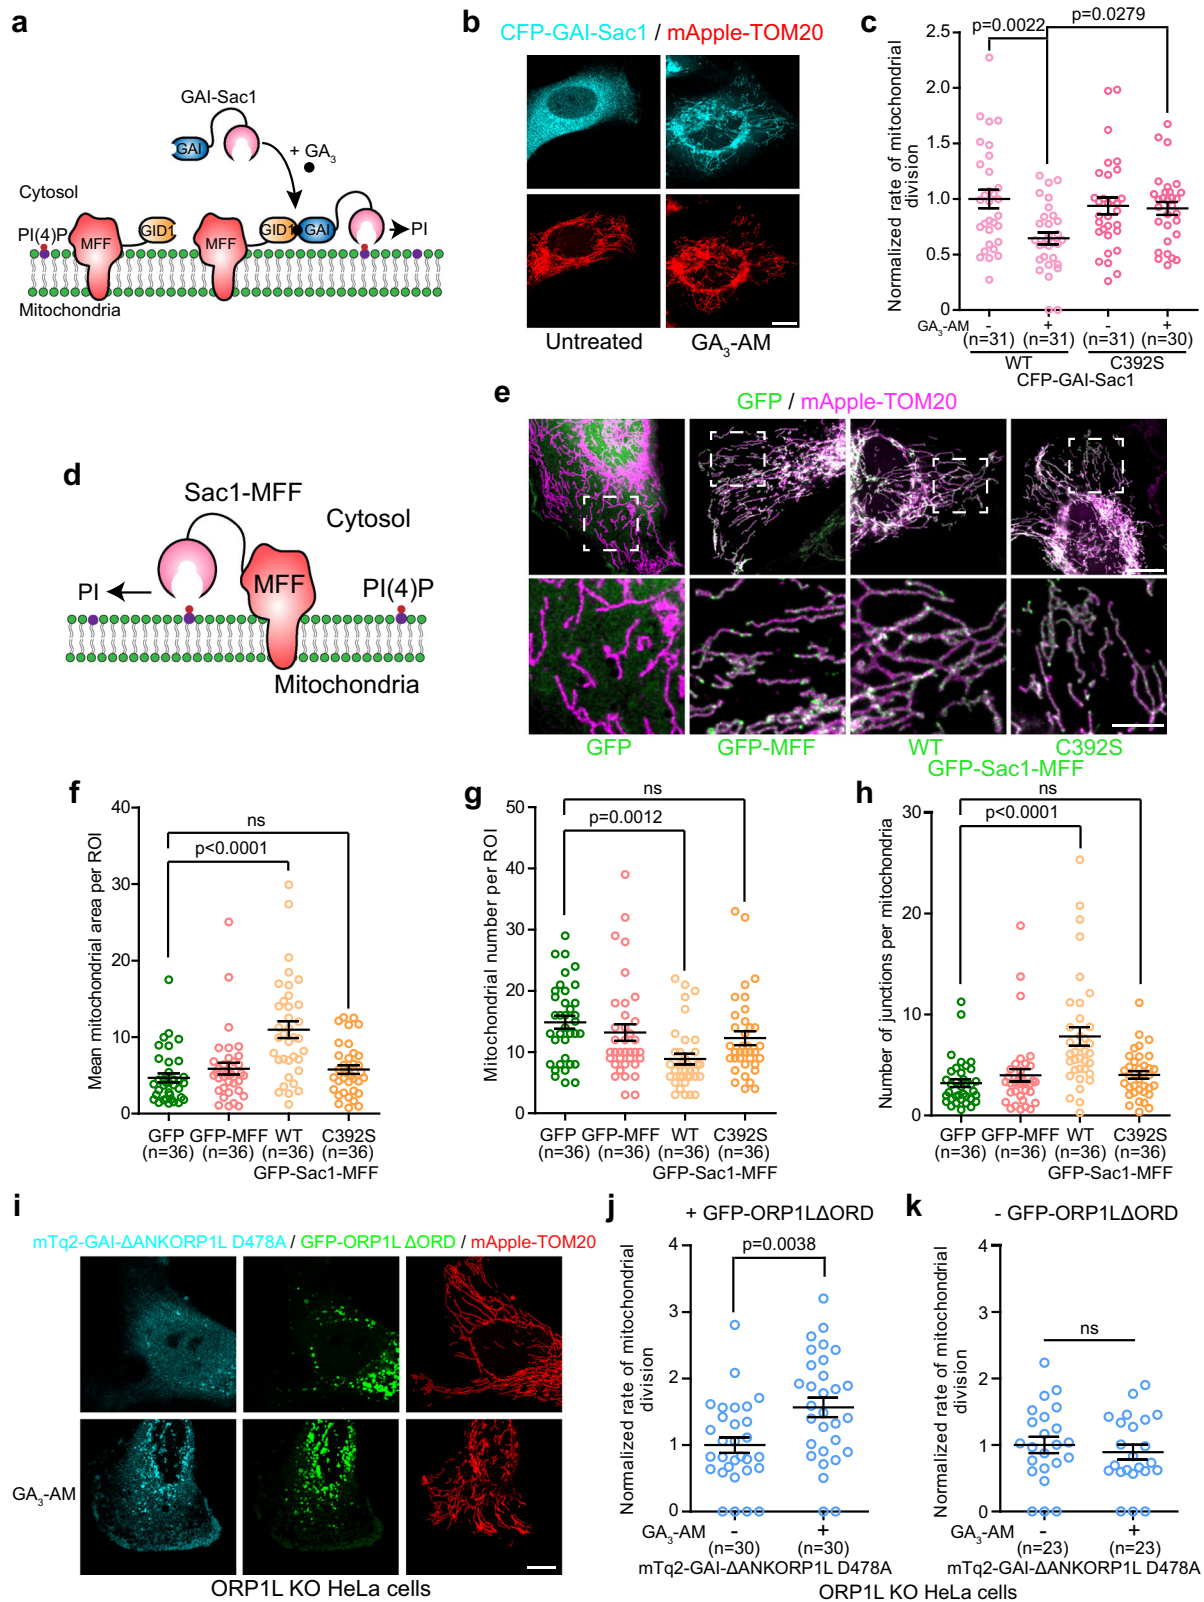 a
GAI-Sac1
GAI
+ GA3
Cytosol
PI(4)P
MFF
GID1
MFF
GID1
GAI
PI
Mitochondria
b
CFP-GAI-Sac1 / mApple-TOM20
Untreated
GA3-AM
c
p=0.0022
p=0.0279
Normalized rate of mitochondrial division
2.5
2.0
1.5
1.0
0.5
0
GA3-AM
- + - +
(n=31) (n=31) (n=31) (n=30)
WT C392S
CFP-GAI-Sac1
d
Sac1-MFF
Cytosol
PI
MFF
PI(4)P
Mitochondria
e
GFP / mApple-TOM20
GFP GFP-MFF WT C392S
GFP-Sac1-MFF
f
Mean mitochondrial area per ROI
40
30
20
10
0
ns
p<0.0001
GFP GFP-MFF WT C392S
(n=36) (n=36) (n=36) (n=36)
GFP-Sac1-MFF
g
Mitochondrial number per ROI
50
40
30
20
10
0
ns
p=0.0012
GFP GFP-MFF WT C392S
(n=36) (n=36) (n=36) (n=36)
GFP-Sac1-MFF
h
Number of junctions per mitochondria
30
20
10
0
ns
p<0.0001
GFP GFP-MFF WT C392S
(n=36) (n=36) (n=36) (n=36)
GFP-Sac1-MFF
i
mTq2-GAI-ΔANKORP1L D478A / GFP-ORP1L ΔORD / mApple-TOM20
GA3-AM
ORP1L KO HeLa cells
j
+ GFP-ORP1LΔORD
p=0.0038
Normalized rate of mitochondrial division
4
3
2
1
0
GA3-AM
- +
(n=30) (n=30)
mTq2-GAI-ΔANKORP1L D478A
k
- GFP-ORP1LΔORD
ns
Normalized rate of mitochondrial division
4
3
2
1
0
GA3-AM
- +
(n=23) (n=23)
mTq2-GAI-ΔANKORP1L D478A
ORP1L KO HeLa cells